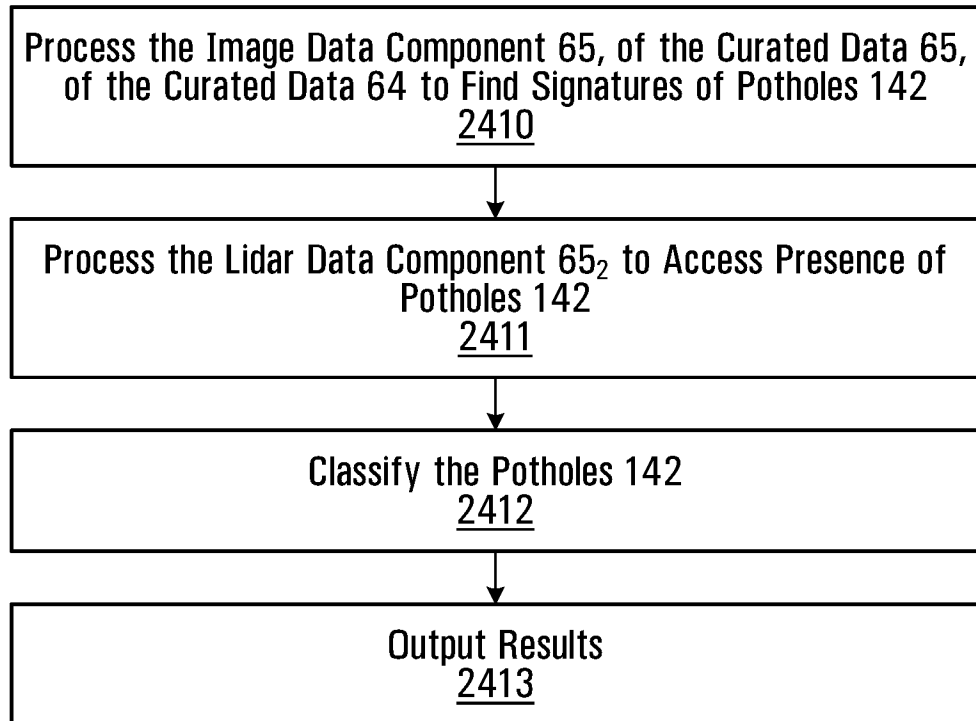 Process the Image Data Component 65, of the Curated Data 65,
of the Curated Data 64 to Find Signatures of Potholes 142
2410
Process the Lidar Data Component 65₂ to Access Presence of
Potholes 142
2411
Classify the Potholes 142
2412
Output Results
2413